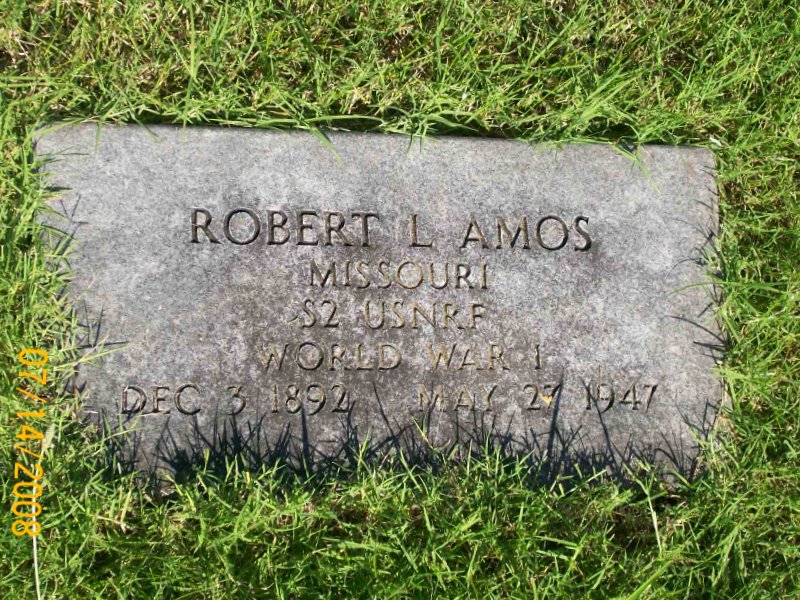 ROBERT L AMOS
MISSOURI
S2 USNRF
WORLD WAR I
DEC 3 1892 MAY 27 1947
07/14/2008